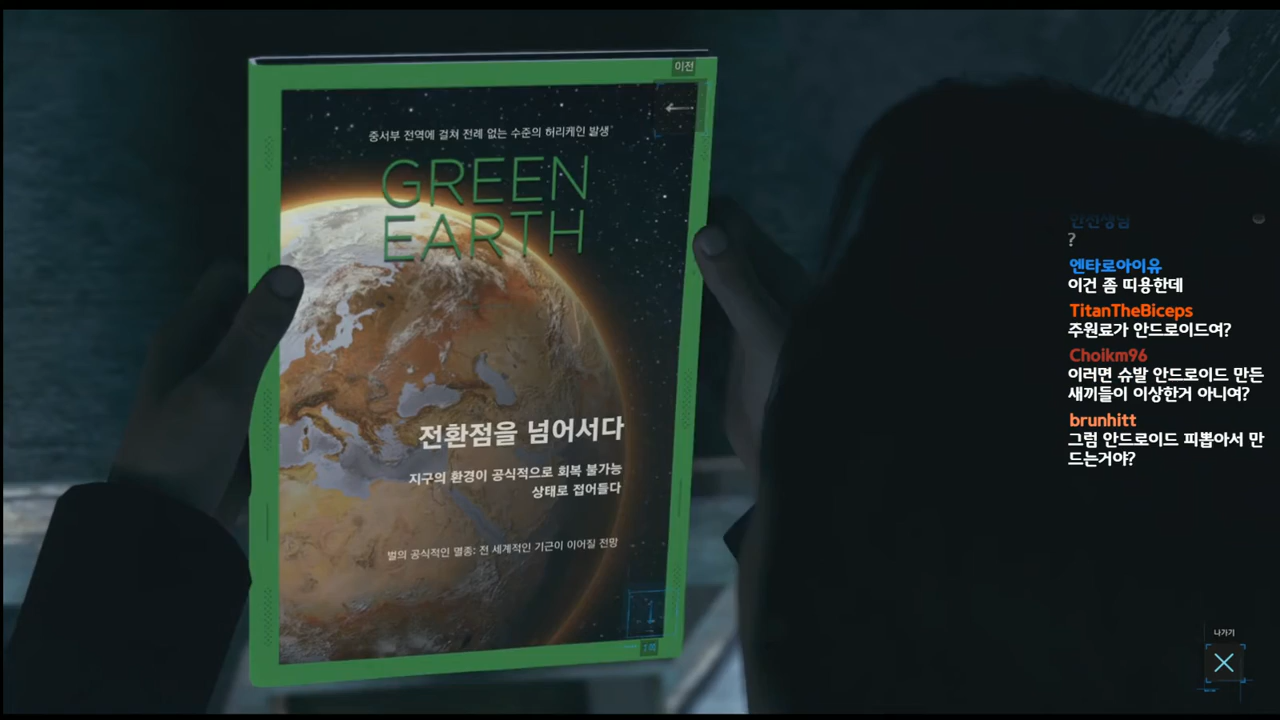 이전
중서부 전역에 걸쳐 전례 없는 수준의 허리케인 발생
GREEN
EARTH
전환점을 넘어서다
지구의 환경이 공식적으로 회복 불가능
상태로 접어들다
벌의 공식적인 멸종: 전 세계적인 기근이 이어질 전망
?
엔타로아이유
이건 좀 띠용한데
TitanTheBiceps
주원료가 안드로이드여?
Choikm96
이러면 슈발 안드로이드 만든
새끼들이 이상한거 아니여?
brunhitt
그럼 안드로이드 피뽑아서 만
드는거야?
나가기